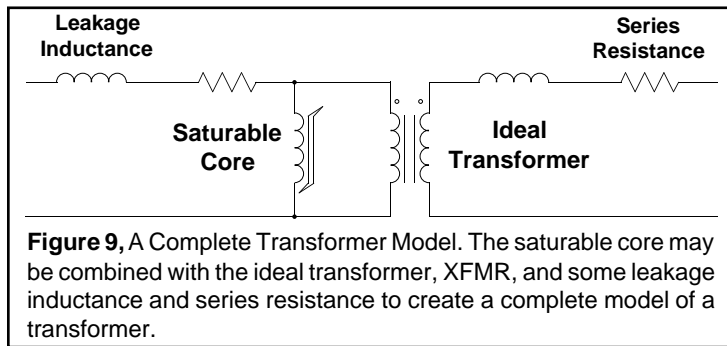 Leakage
Inductance
Series
Resistance
Saturable
Core
Ideal
Transformer
Figure 9, A Complete Transformer Model. The saturable core may
be combined with the ideal transformer, XFMR, and some leakage
inductance and series resistance to create a complete model of a
transformer.